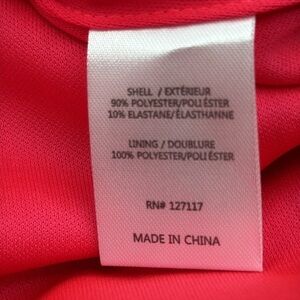 SHELL / EXTÉRIEUR
90% POLYESTER/POLIÉSTER
10% ELASTANE/ÉLASTHANNE
LINING / DOUBLURE
100% POLYESTER/POLIÉSTER
RN# 127117
MADE IN CHINA